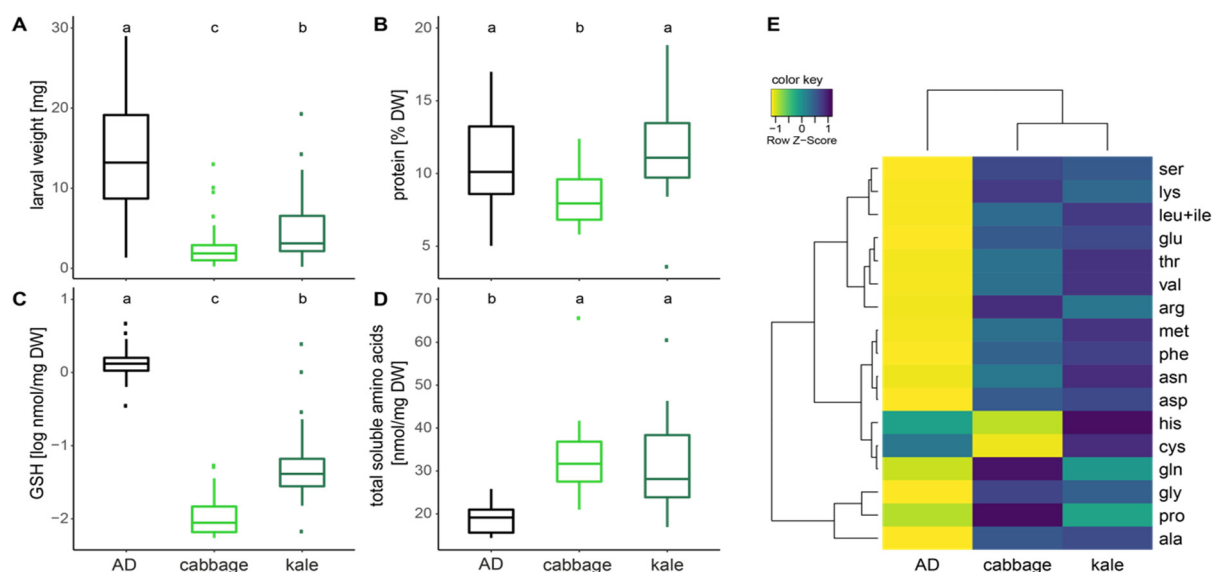 A
larval weight [mg]
30
20
10
0
a
c
b
B
protein [% DW]
20
15
10
5
a
b
a
C
GSH [log nmol/mg DW]
1
0
−1
−2
a
c
b
AD
cabbage
kale
D
total soluble amino acids
[nmol/mg DW]
70
60
50
40
30
20
b
a
a
AD
cabbage
kale
E
color key
−1 0 1
Row Z-Score
ser
lys
leu+ile
glu
thr
val
arg
met
phe
asn
asp
his
cys
gln
gly
pro
ala
AD
cabbage
kale